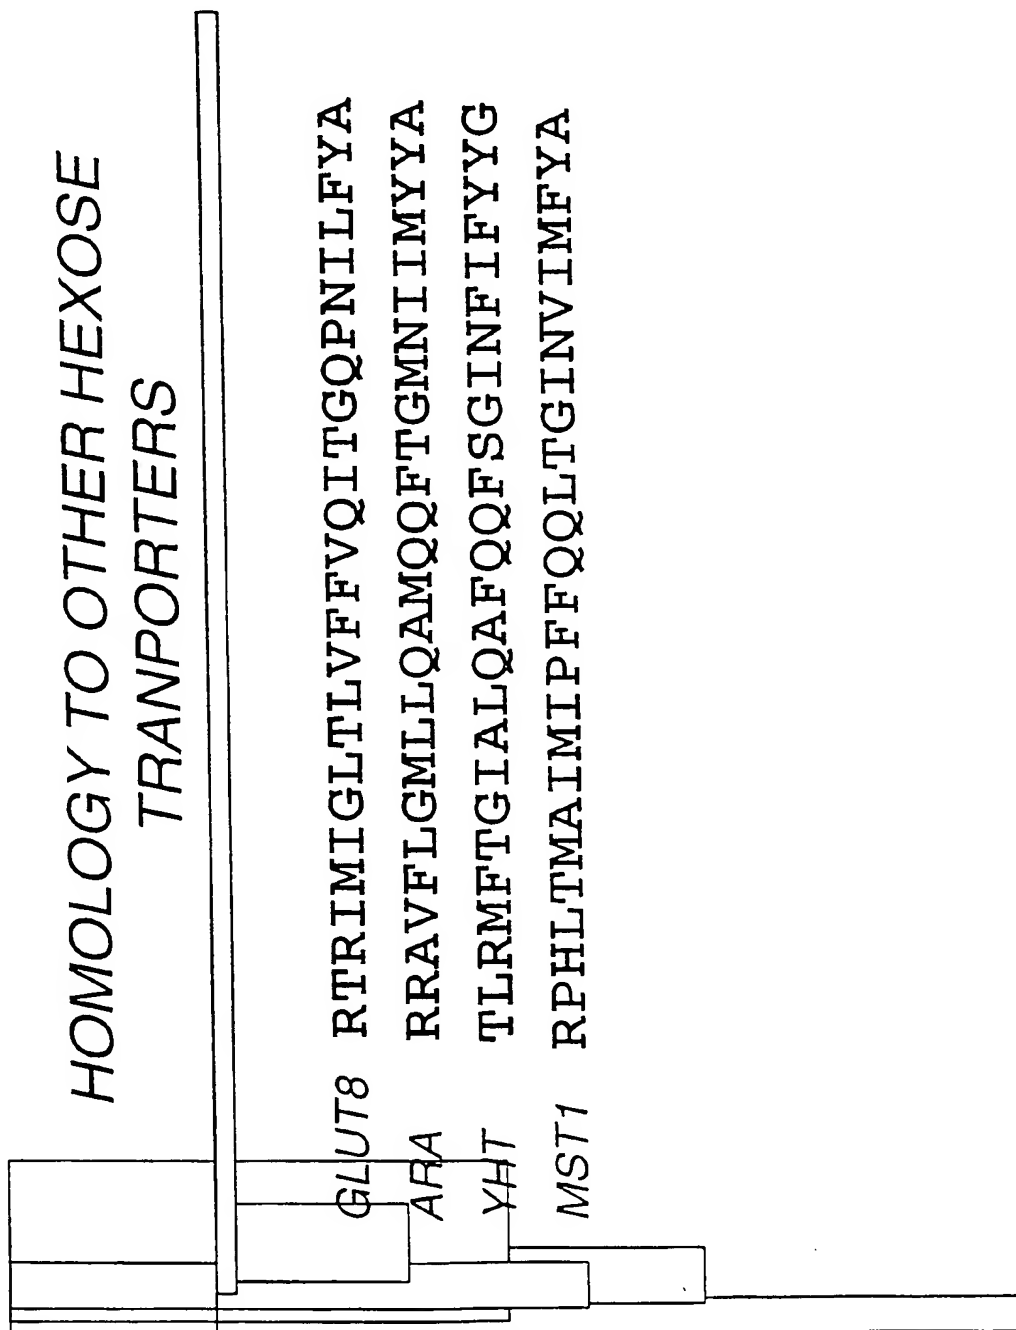 HOMOLOGY TO OTHER HEXOSE
TRANPORTERS
GLUT8 RTRIMIGLTLVFFVQITGQPNILFYA
ARA RRAVFLGMLLQAMQQFTGMNIIMYYA
YHT TLRMFTGIALQAFQQFSGINFIFYYG
MST1 RPHLTMAIMIPFFQQLTGINVIMFYA